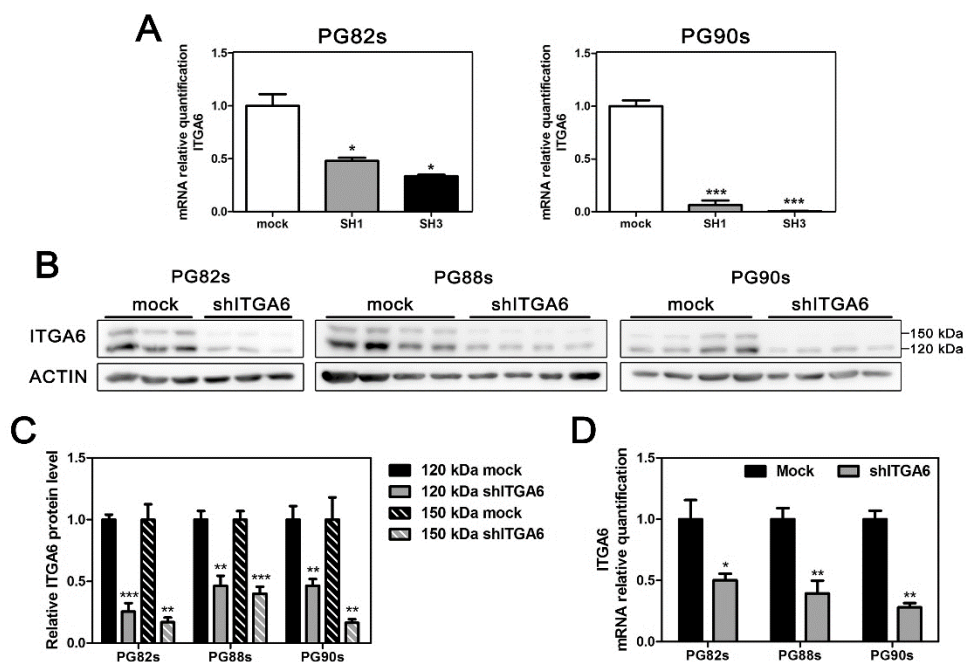 A
PG82s
PG90s
mRNA relative quantification
ITGA6
1.5
1.0
0.5
0.0
*
*
mock
SH1
SH3
mRNA relative quantification
ITGA6
1.5
1.0
0.5
0.0
***
***
mock
SH1
SH3
B
PG82s
PG88s
PG90s
mock
shITGA6
mock
shITGA6
mock
shITGA6
ITGA6
150 kDa
120 kDa
ACTIN
C
Relative ITGA6 protein level
1.5
1.0
0.5
0.0
***
**
**
***
**
**
PG82s
PG88s
PG90s
120 kDa mock
120 kDa shITGA6
150 kDa mock
150 kDa shITGA6
D
ITGA6
mRNA relative quantification
1.5
1.0
0.5
0.0
Mock
shITGA6
*
**
**
PG82s
PG88s
PG90s